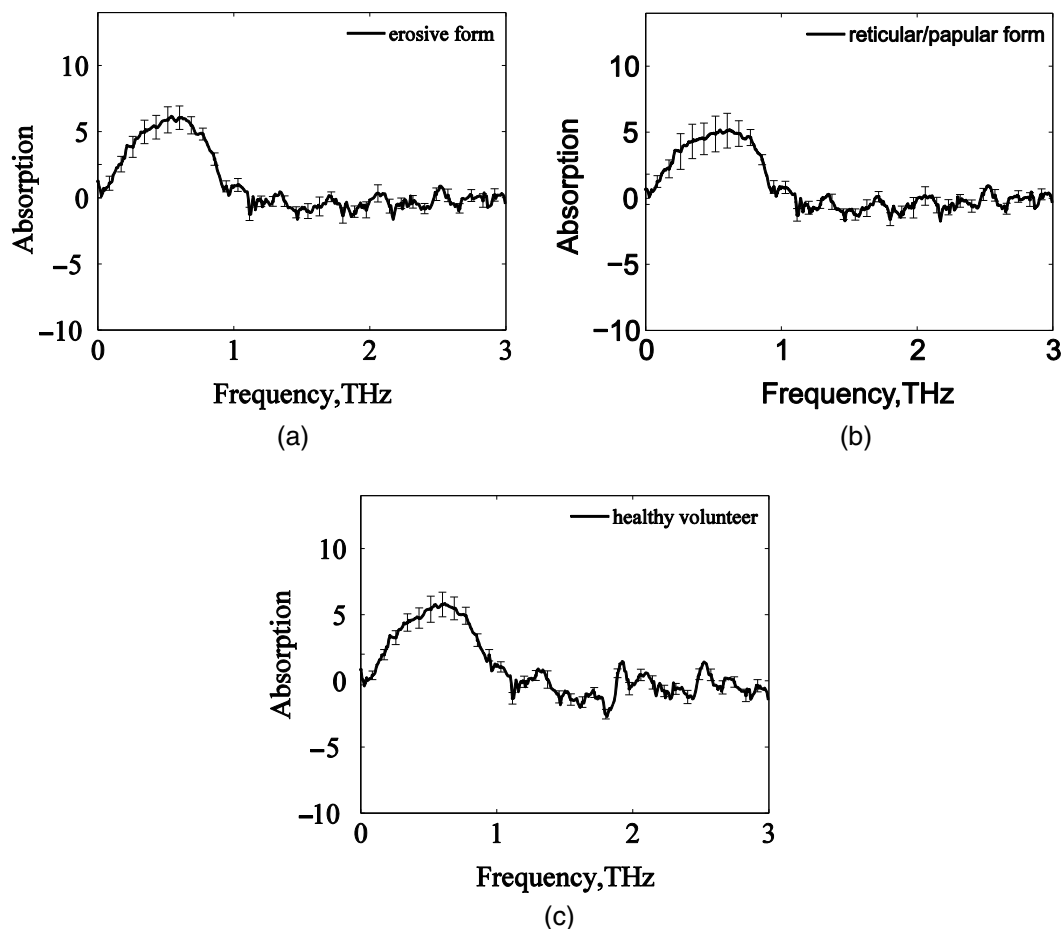 erosive form
10
5
0
−5
−10
Absorption
0 1 2 3
Frequency,THz
(a)
reticular/papular form
10
5
0
−5
−10
Absorption
0 1 2 3
Frequency,THz
(b)
healthy volunteer
10
5
0
−5
−10
Absorption
0 1 2 3
Frequency,THz
(c)